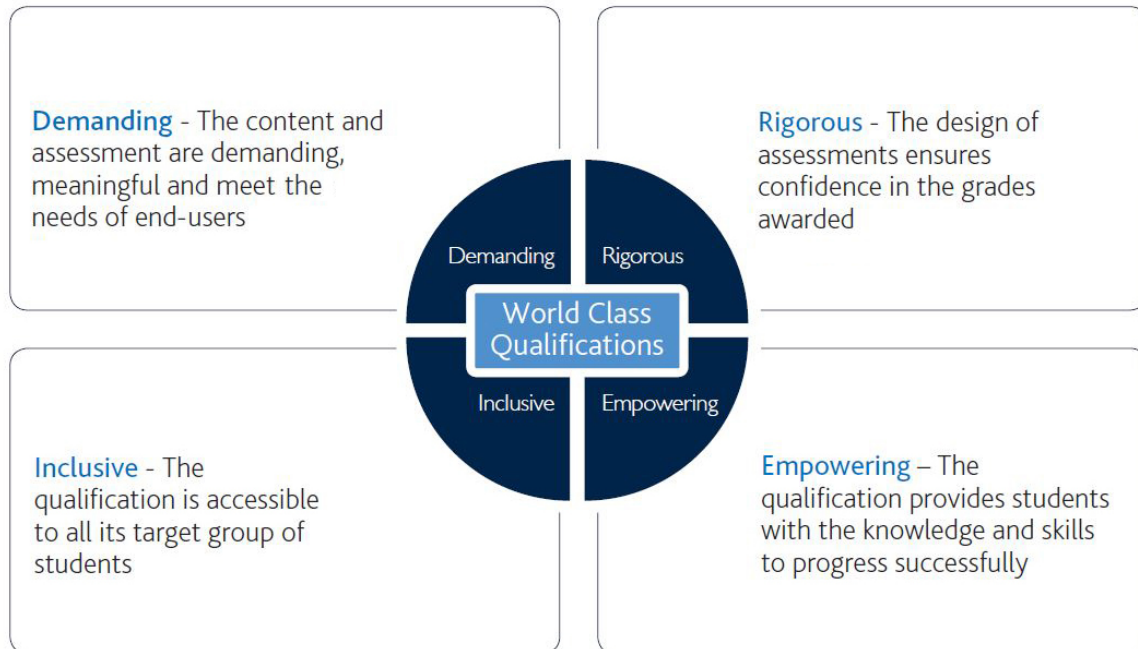 Demanding - The content and
assessment are demanding,
meaningful and meet the
needs of end-users
Rigorous - The design of
assessments ensures
confidence in the grades
awarded
Demanding
Rigorous
World Class
Qualifications
Inclusive
Empowering
Inclusive - The
qualification is accessible
to all its target group of
students
Empowering – The
qualification provides students
with the knowledge and skills
to progress successfully